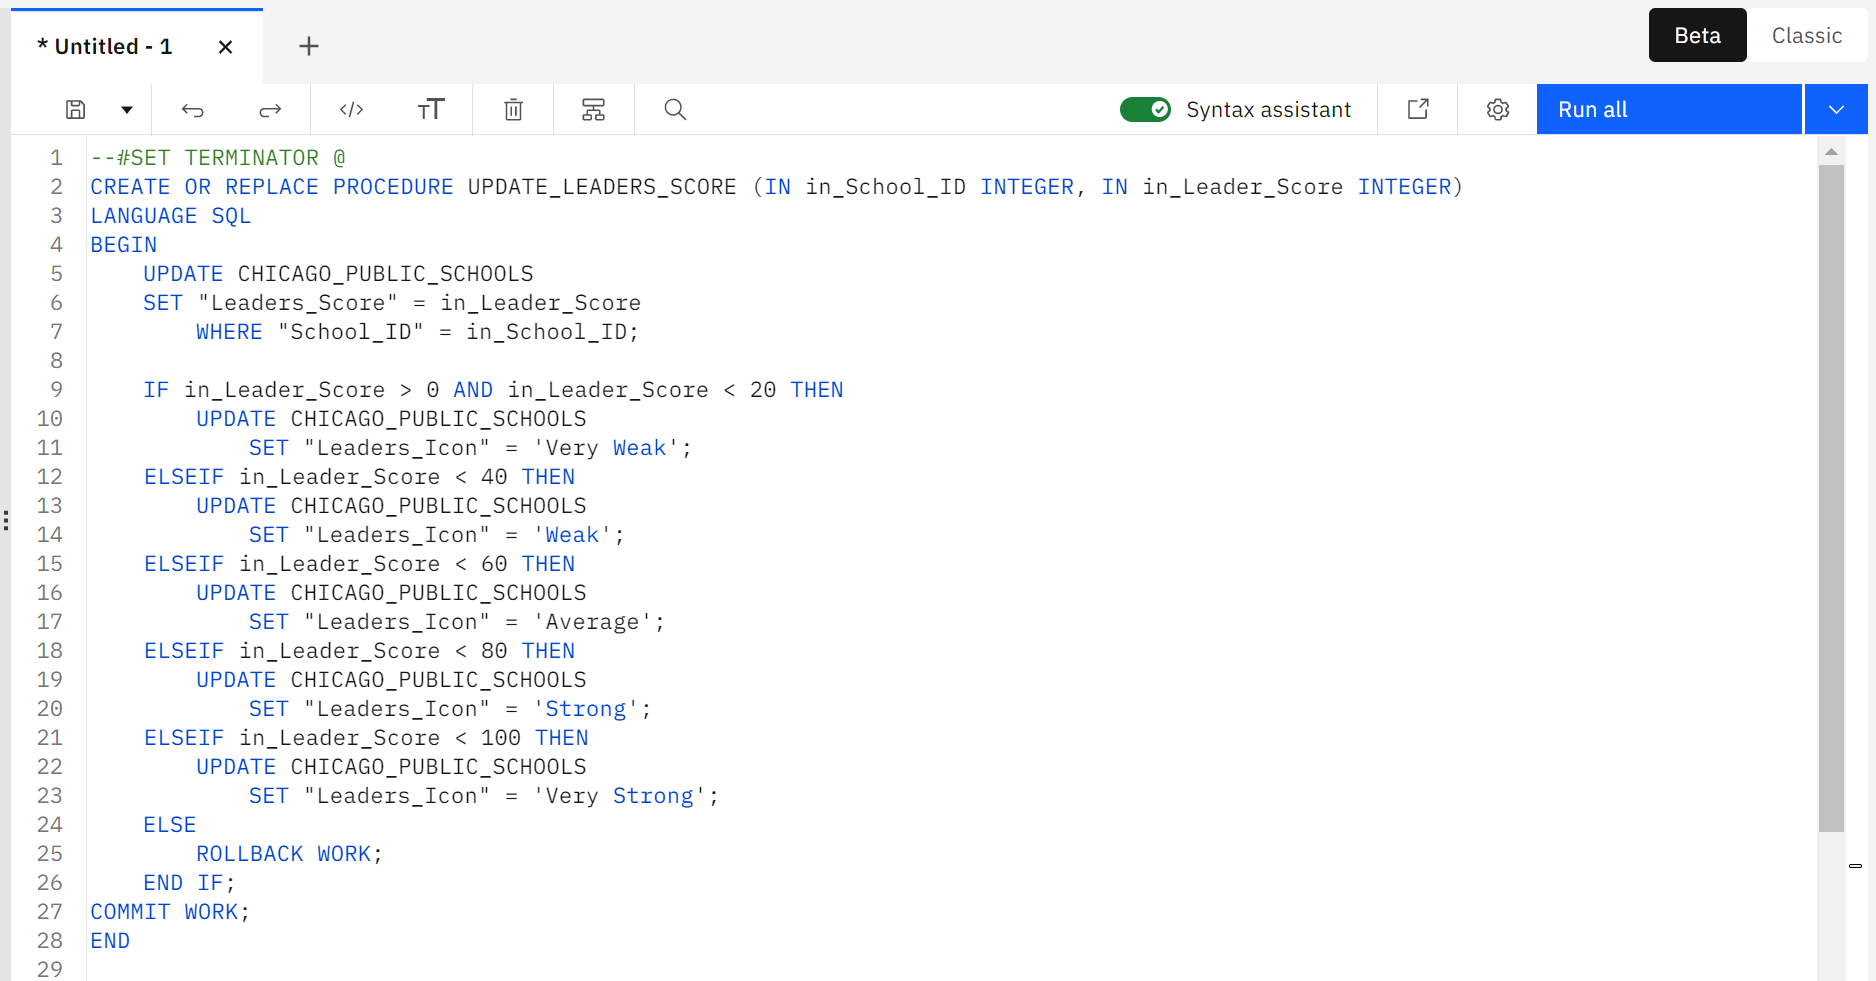 * Untitled - 1
Beta Classic
Syntax assistant
Run all
1 --#SET TERMINATOR @
2 CREATE OR REPLACE PROCEDURE UPDATE_LEADERS_SCORE (IN in_School_ID INTEGER, IN in_Leader_Score INTEGER)
3 LANGUAGE SQL
4 BEGIN
5     UPDATE CHICAGO_PUBLIC_SCHOOLS
6     SET "Leaders_Score" = in_Leader_Score
7         WHERE "School_ID" = in_School_ID;
8
9     IF in_Leader_Score > 0 AND in_Leader_Score < 20 THEN
10         UPDATE CHICAGO_PUBLIC_SCHOOLS
11             SET "Leaders_Icon" = 'Very Weak';
12     ELSEIF in_Leader_Score < 40 THEN
13         UPDATE CHICAGO_PUBLIC_SCHOOLS
14             SET "Leaders_Icon" = 'Weak';
15     ELSEIF in_Leader_Score < 60 THEN
16         UPDATE CHICAGO_PUBLIC_SCHOOLS
17             SET "Leaders_Icon" = 'Average';
18     ELSEIF in_Leader_Score < 80 THEN
19         UPDATE CHICAGO_PUBLIC_SCHOOLS
20             SET "Leaders_Icon" = 'Strong';
21     ELSEIF in_Leader_Score < 100 THEN
22         UPDATE CHICAGO_PUBLIC_SCHOOLS
23             SET "Leaders_Icon" = 'Very Strong';
24     ELSE
25         ROLLBACK WORK;
26     END IF;
27 COMMIT WORK;
28 END
29